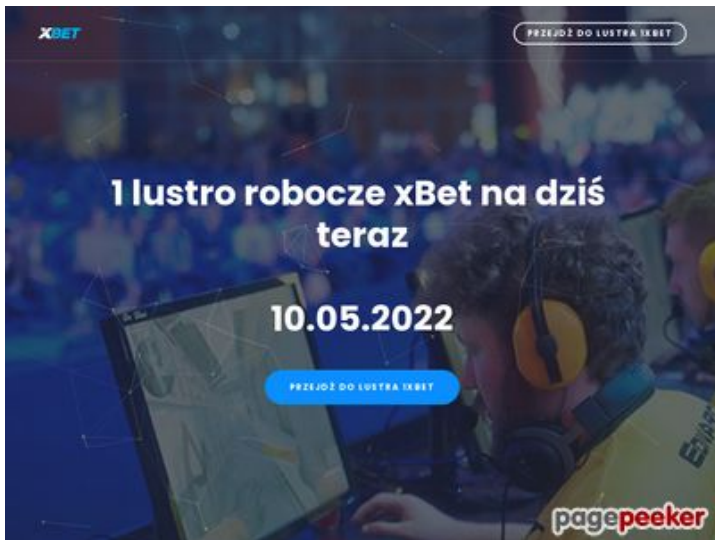 XBET
PRZEJDŹ DO LUSTRA 1XBET
1 lustro robocze xBet na dziś
teraz
10.05.2022
PRZEJDŹ DO LUSTRA 1XBET
pagepeeker